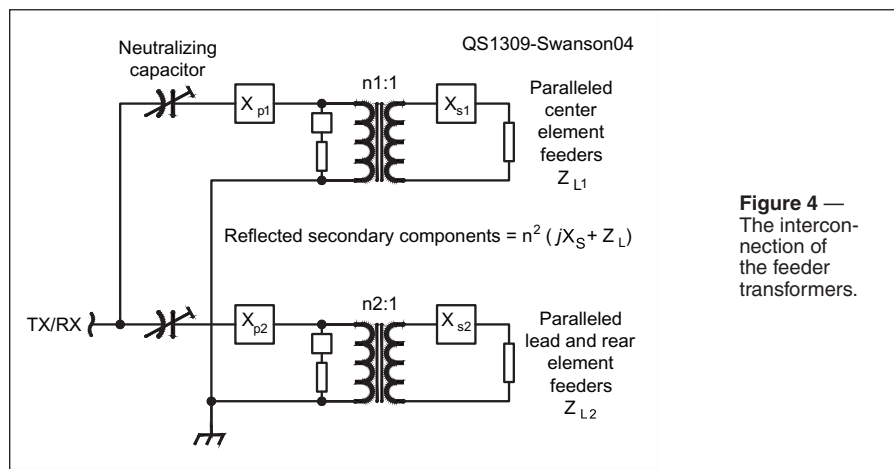 QS1309-Swanson04
Neutralizing
capacitor
X p1
n1:1
X s1
Paralleled
center
element
feeders
Z L1
Reflected secondary components = n² (jX S + Z L)
TX/RX
X p2
n2:1
X s2
Paralleled
lead and rear
element
feeders
Z L2
Figure 4 —
The intercon-
nection of
the feeder
transformers.